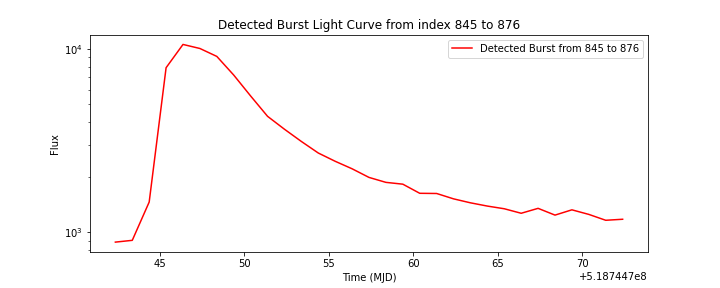 Detected Burst Light Curve from index 845 to 876
Detected Burst from 845 to 876
Flux
10⁴
10³
45 50 55 60 65 70
Time (MJD)
+5.187447e8